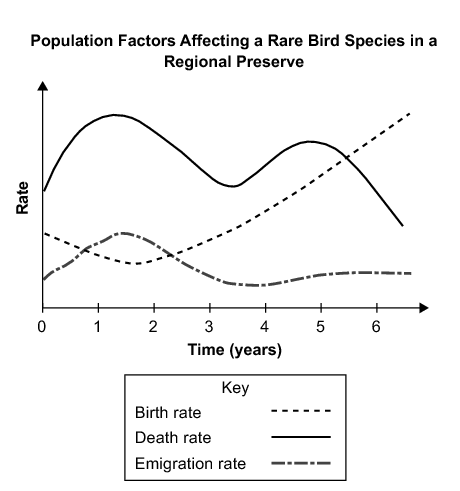 Population Factors Affecting a Rare Bird Species in a
Regional Preserve
Rate
0 1 2 3 4 5 6
Time (years)
Key
Birth rate
Death rate
Emigration rate